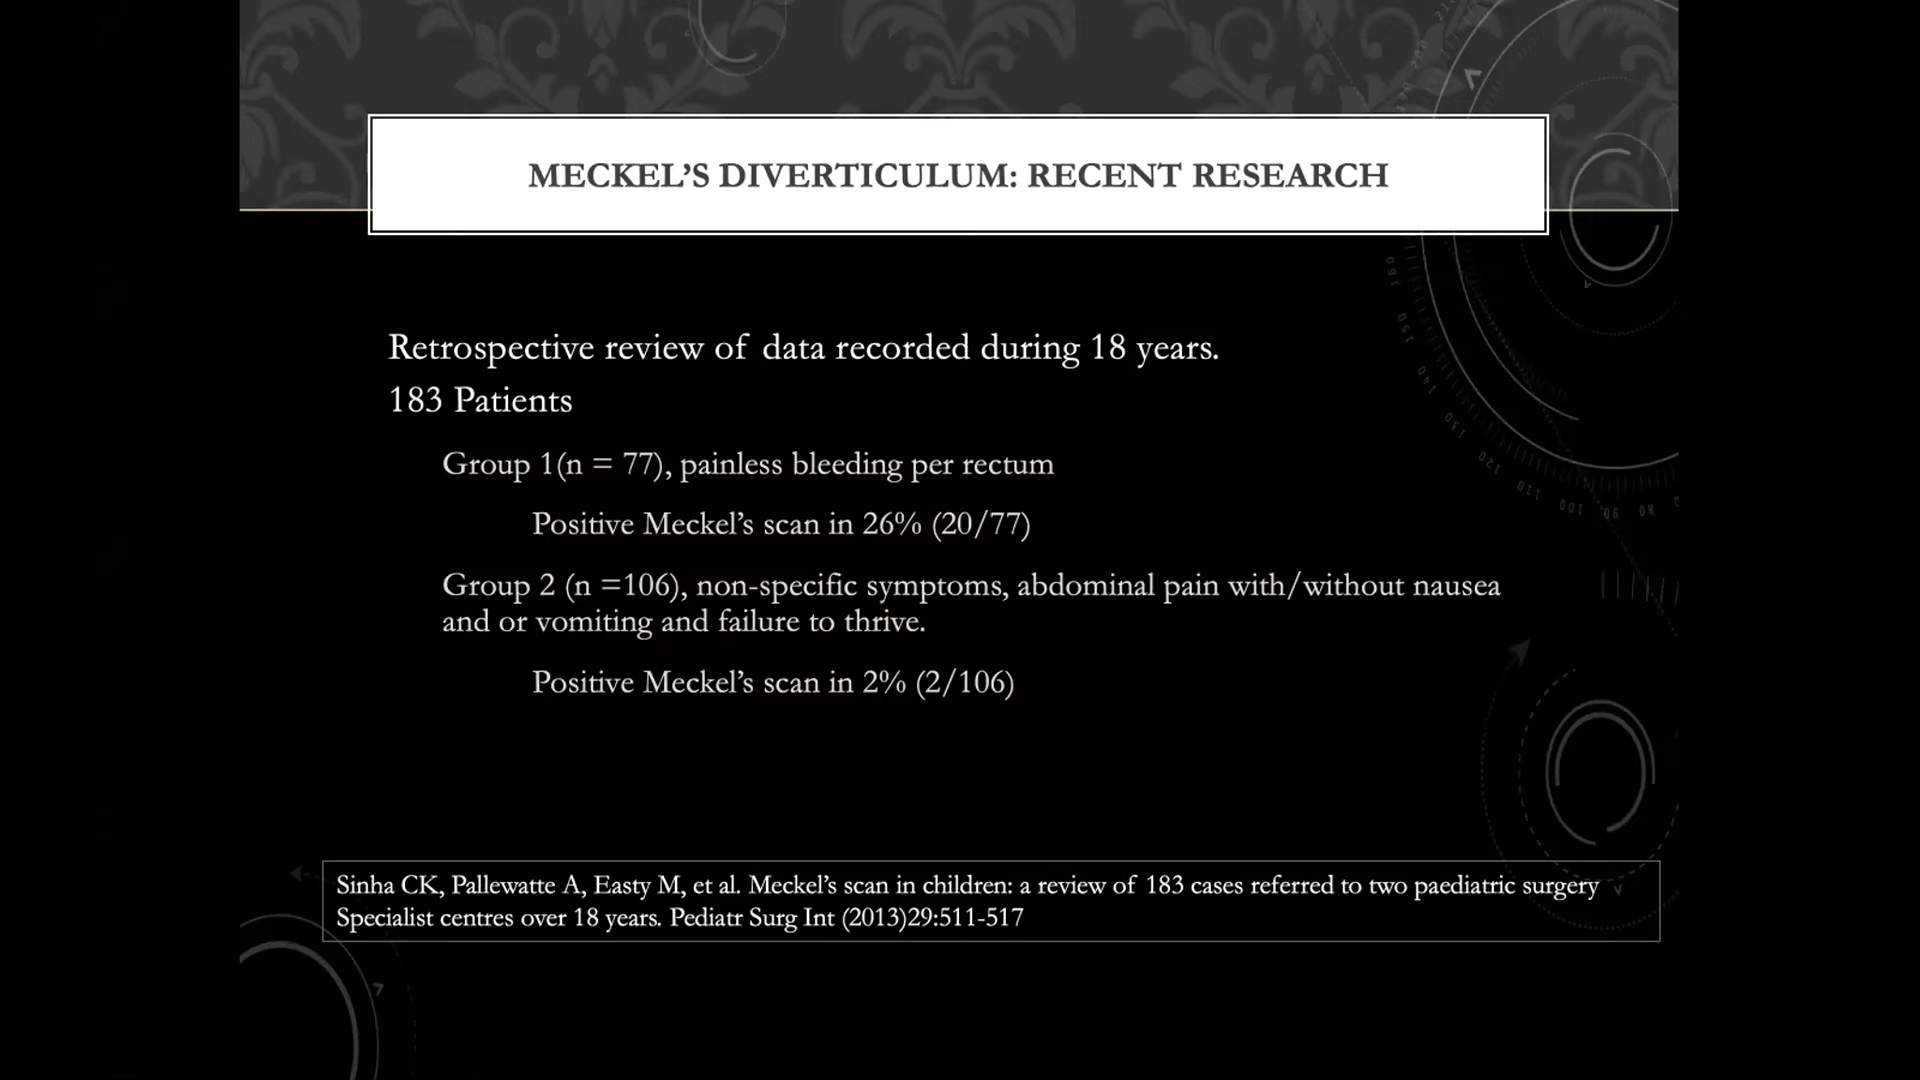 MECKEL’S DIVERTICULUM: RECENT RESEARCH
Retrospective review of data recorded during 18 years.
183 Patients
Group 1(n = 77), painless bleeding per rectum
Positive Meckel’s scan in 26% (20/77)
Group 2 (n =106), non-specific symptoms, abdominal pain with/without nausea
and or vomiting and failure to thrive.
Positive Meckel’s scan in 2% (2/106)
Sinha CK, Pallewatte A, Easty M, et al. Meckel’s scan in children: a review of 183 cases referred to two paediatric surgery
Specialist centres over 18 years. Pediatr Surg Int (2013)29:511-517